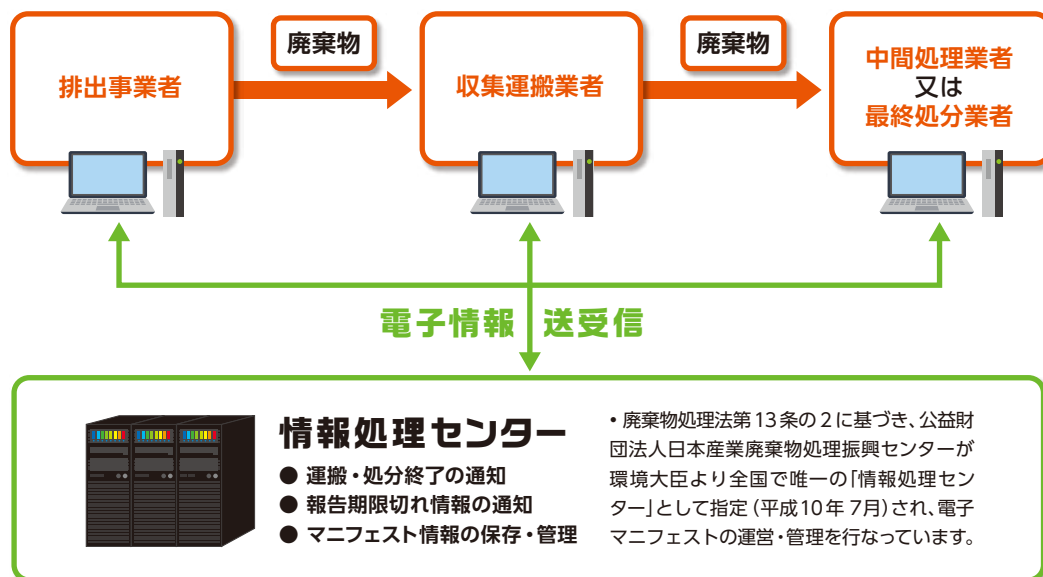 廃棄物
廃棄物
排出事業者
収集運搬業者
中間処理業者
又は
最終処分業者
電子情報 送受信
情報処理センター
● 運搬・処分終了の通知
● 報告期限切れ情報の通知
● マニフェスト情報の保存・管理
・廃棄物処理法第13条の2に基づき、公益財
団法人日本産業廃棄物処理振興センターが
環境大臣より全国で唯一の「情報処理セン
ター」として指定(平成10年7月)され、電子
マニフェストの運営・管理を行なっています。